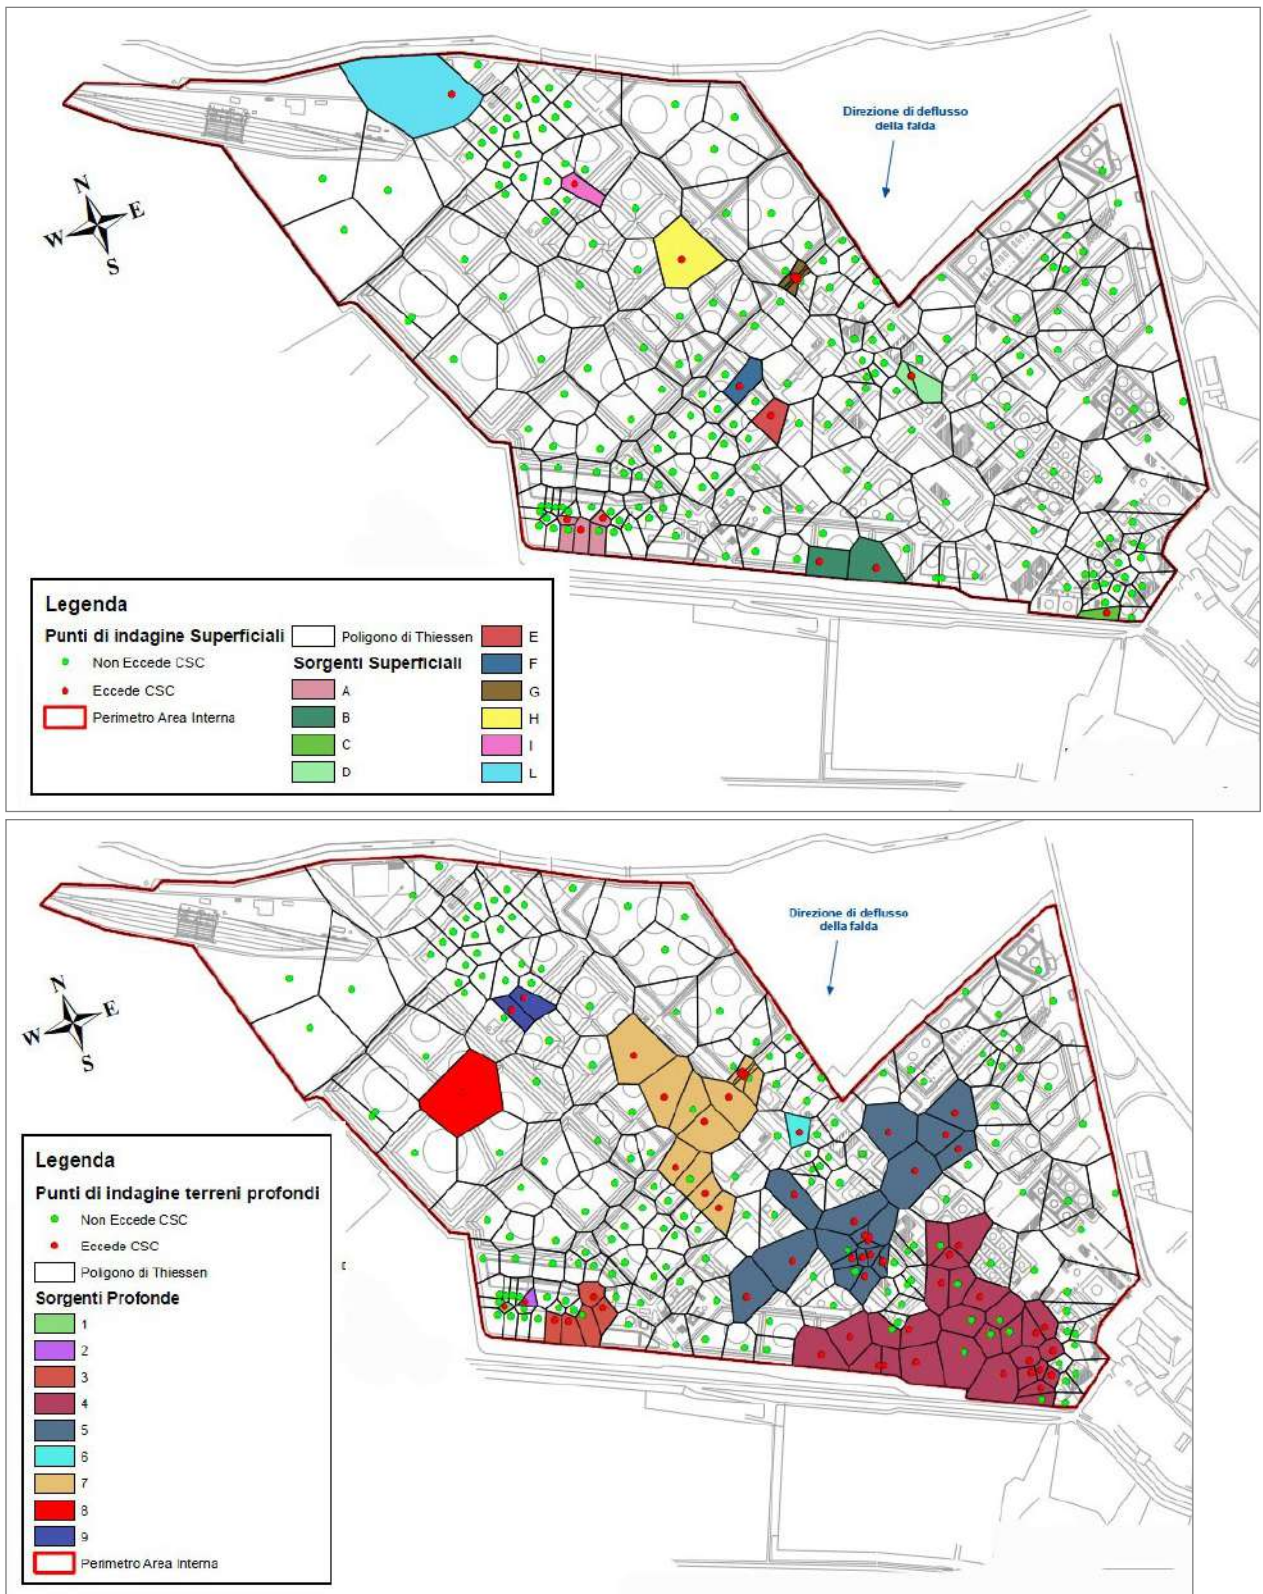 Direzione di deflusso
della falda
N
E
W
S
Legenda
Punti di indagine Superficiali
Non Eccede CSC
Eccede CSC
Perimetro Area Interna
Poligono di Thiessen
Sorgenti Superficiali
A
B
C
D
E
F
G
H
I
L
Direzione di deflusso
della falda
N
E
W
S
Legenda
Punti di indagine terreni profondi
Non Eccede CSC
Eccede CSC
Poligono di Thiessen
Sorgenti Profonde
1
2
3
4
5
6
7
8
9
Perimetro Area Interna